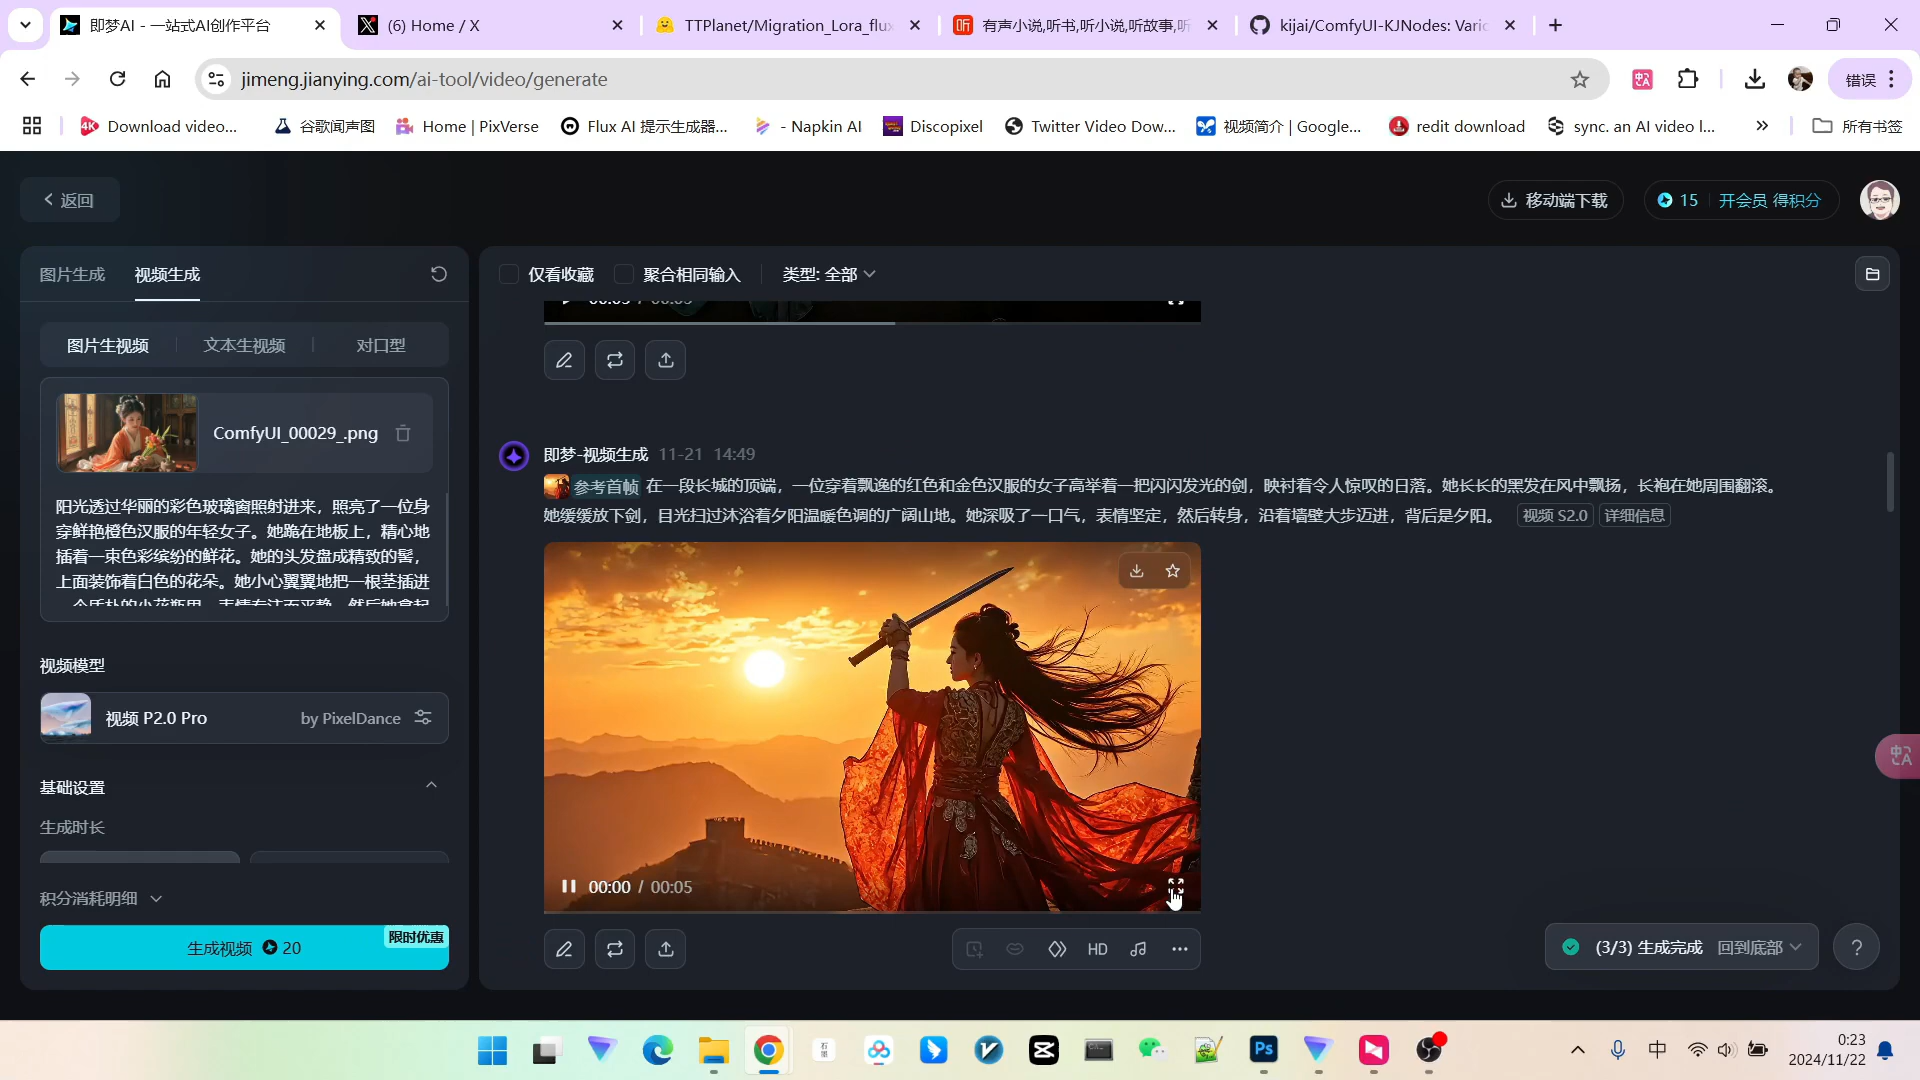 即梦AI - 一站式AI创作平台
(6) Home / X
TTPlanet/Migration_Lora_flux
有声小说,听书,听小说,听故事,听
kijai/ComfyUI-KJNodes: Vario
jimeng.jianying.com/ai-tool/video/generate
错误
Download video...
谷歌闻声图
Home | PixVerse
Flux AI 提示生成器...
- Napkin AI
Discopixel
Twitter Video Dow...
视频简介 | Google...
redit download
sync. an AI video l...
所有书签
返回
移动端下载
15
开会员 得积分
图片生成
视频生成
仅看收藏
聚合相同输入
类型: 全部
图片生视频
文本生视频
对口型
ComfyUI_00029_.png
阳光透过华丽的彩色玻璃窗照射进来，照亮了一位身
穿鲜艳橙色汉服的年轻女子。她跪在地板上，精心地
插着一束色彩缤纷的鲜花。她的头发盘成精致的髻，
上面装饰着白色的花朵。她小心翼翼地把一根茎插进
视频模型
视频 P2.0 Pro
by PixelDance
基础设置
生成时长
积分消耗明细
限时优惠
生成视频 20
即梦-视频生成 11-21 14:49
参考首帧 在一段长城的顶端，一位穿着飘逸的红色和金色汉服的女子高举着一把闪闪发光的剑，映衬着令人惊叹的日落。她长长的黑发在风中飘扬，长袍在她周围翻滚。
她缓缓放下剑，目光扫过沐浴着夕阳温暖色调的广阔山地。她深吸了一口气，表情坚定，然后转身，沿着墙壁大步迈进，背后是夕阳。 视频 S2.0 详细信息
00:00 / 00:05
HD
(3/3) 生成完成 回到底部
?
中
0:23
2024/11/22